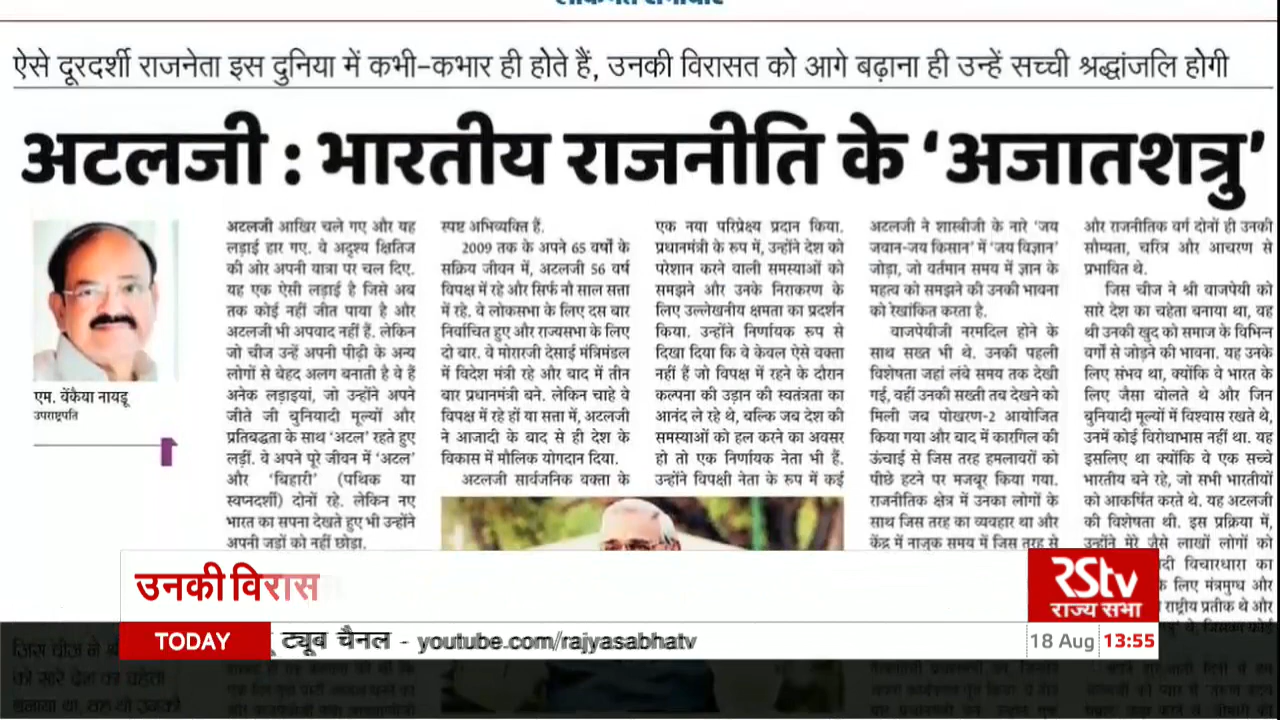 ऐसे दूरदर्शी राजनेता इस दुनिया में कभी-कभार ही होते हैं, उनकी विरासत को आगे बढ़ाना ही उन्हें सच्ची श्रद्धांजलि होगी
अटलजी : भारतीय राजनीति के ‘अजातशत्रु’
एम. वेंकैया नायडू
उपराष्ट्रपति
अटलजी आखिर चले गए और यह
लड़ाई हार गए. वे अदृश्य क्षितिज
की ओर अपनी यात्रा पर चल दिए.
यह एक ऐसी लड़ाई है जिसे अब
तक कोई नहीं जीत पाया है और
अटलजी भी अपवाद नहीं हैं. लेकिन
जो चीज उन्हें अपनी पीढ़ी के अन्य
लोगों से बेहद अलग बनाती है वे हैं
अनेक लड़ाइयां, जो उन्होंने अपने
जीते जी बुनियादी मूल्यों और
प्रतिबद्धता के साथ ‘अटल’ रहते हुए
लड़ीं. वे अपने पूरे जीवन में ‘अटल’
और ‘बिहारी’ (पथिक या
स्वप्नदर्शी) दोनों रहे. लेकिन नए
भारत का सपना देखते हुए भी उन्होंने
अपनी जड़ों को नहीं छोड़ा.
स्पष्ट अभिव्यक्ति हैं.
2009 तक के अपने 65 वर्षों के
सक्रिय जीवन में, अटलजी 56 वर्ष
विपक्ष में रहे और सिर्फ नौ साल सत्ता
में रहे. वे लोकसभा के लिए दस बार
निर्वाचित हुए और राज्यसभा के लिए
दो बार. वे मोरारजी देसाई मंत्रिमंडल
में विदेश मंत्री रहे और बाद में तीन
बार प्रधानमंत्री बने. लेकिन चाहे वे
विपक्ष में रहे हों या सत्ता में, अटलजी
ने आजादी के बाद से ही देश के
विकास में मौलिक योगदान दिया.
अटलजी सार्वजनिक वक्ता के
एक नया परिप्रेक्ष्य प्रदान किया.
प्रधानमंत्री के रूप में, उन्होंने देश को
परेशान करने वाली समस्याओं को
समझने और उनके निराकरण के
लिए उल्लेखनीय क्षमता का प्रदर्शन
किया. उन्होंने निर्णायक रूप से
दिखा दिया कि वे केवल ऐसे वक्ता
नहीं हैं जो विपक्ष में रहने के दौरान
कल्पना की उड़ान की स्वतंत्रता का
आनंद ले रहे थे, बल्कि जब देश की
समस्याओं को हल करने का अवसर
हो तो एक निर्णायक नेता भी हैं.
उन्होंने विपक्षी नेता के रूप में कई
अटलजी ने शास्त्रीजी के नारे ‘जय
जवान-जय किसान’ में ‘जय विज्ञान’
जोड़ा, जो वर्तमान समय में ज्ञान के
महत्व को समझने की उनकी भावना
को रेखांकित करता है.
वाजपेयीजी नरमदिल होने के
साथ सख्त भी थे. उनकी पहली
विशेषता जहां लंबे समय तक देखी
गई, वहीं उनकी सख्ती तब देखने को
मिली जब पोखरण-2 आयोजित
किया गया और बाद में कारगिल की
ऊंचाई से जिस तरह हमलावरों को
पीछे हटने पर मजबूर किया गया.
राजनीतिक क्षेत्र में उनका लोगों के
साथ जिस तरह का व्यवहार था और
केंद्र में नाजुक समय में जिस तरह से
और राजनीतिक वर्ग दोनों ही उनकी
सौम्यता, चरित्र और आचरण से
प्रभावित थे.
जिस चीज ने श्री वाजपेयी को
सारे देश का चहेता बनाया था, वह
थी उनकी खुद को समाज के विभिन्न
वर्गों से जोड़ने की भावना. यह उनके
लिए संभव था, क्योंकि वे भारत के
लिए जैसा बोलते थे और जिन
बुनियादी मूल्यों में विश्वास रखते थे,
उनमें कोई विरोधाभास नहीं था. यह
इसलिए था क्योंकि वे एक सच्चे
भारतीय बने रहे, जो सभी भारतीयों
को आकर्षित करते थे. यह अटलजी
की विशेषता थी. इस प्रक्रिया में,
उन्होंने मेरे जैसे लाखों लोगों को
विचारधारा का
लिए मंत्रमुग्ध और
राष्ट्रीय प्रतीक थे और
उनकी विरास
RStv
राज्य सभा
TODAY
ट्यूब चैनल - youtube.com/rajyasabhatv
18 Aug 13:55